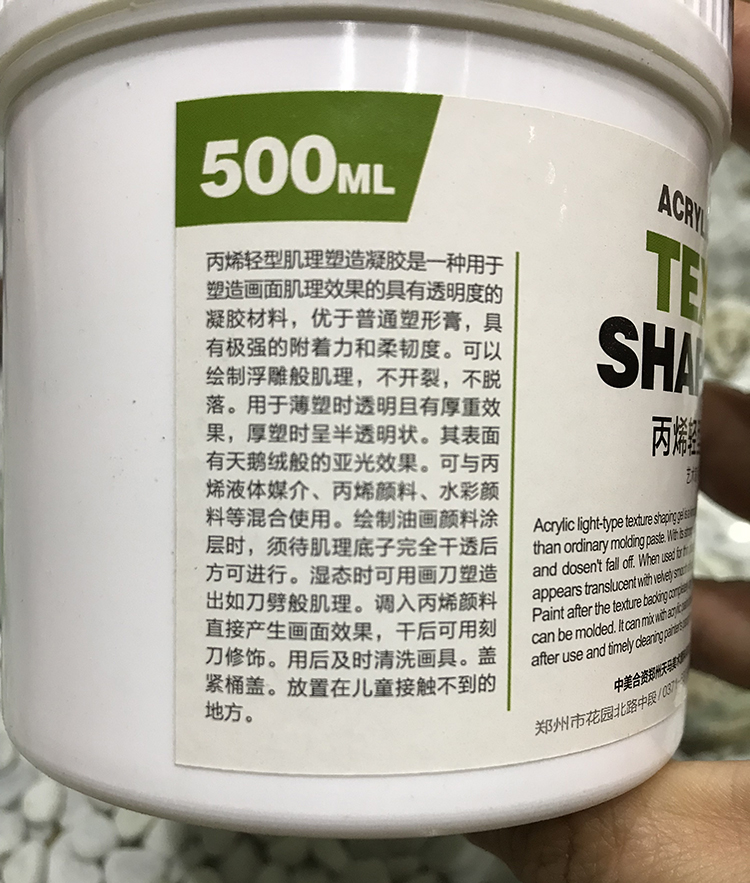 500ML
丙烯轻型肌理塑造凝胶是一种用于
塑造画面肌理效果的具有透明度的
凝胶材料，优于普通塑形膏，具
有极强的附着力和柔韧度。可以
绘制浮雕般肌理，不开裂，不脱
落。用于薄塑时透明且有厚重效
果，厚塑时呈半透明状。其表面
有天鹅绒般的亚光效果。可与丙
烯液体媒介、丙烯颜料、水彩颜
料等混合使用。绘制油画颜料涂
层时，须待肌理底子完全干透后
方可进行。湿态时可用画刀塑造
出如刀劈般肌理。调入丙烯颜料
直接产生画面效果，干后可用刻
刀修饰。用后及时清洗画具。盖
紧桶盖。放置在儿童接触不到的
地方。
ACRYL
TEX
SHAP
丙烯轻
Acrylic light-type texture shaping gel is
than ordinary molding paste. With its
and dosen't fall off. When used for
appears translucent with velvety
Paint after the texture backing
can be molded. It can mix with
after use and timely cleaning
中美合资郑州天马美
郑州市花园北路中段/0371